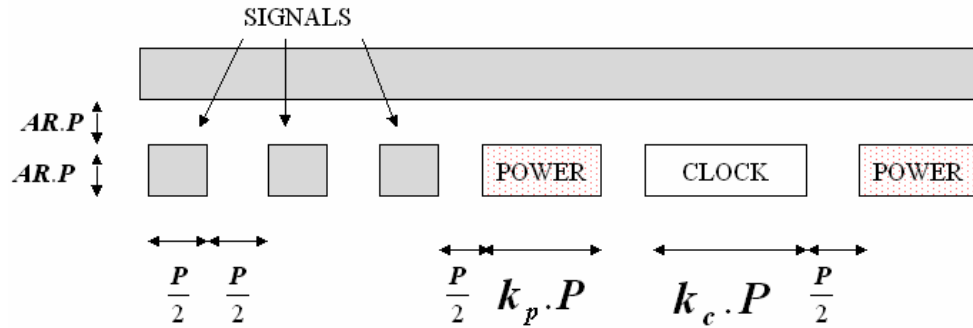 SIGNALS
AR.P
AR.P
POWER CLOCK POWER
P/2 P/2 P/2 k_p.P k_c.P P/2